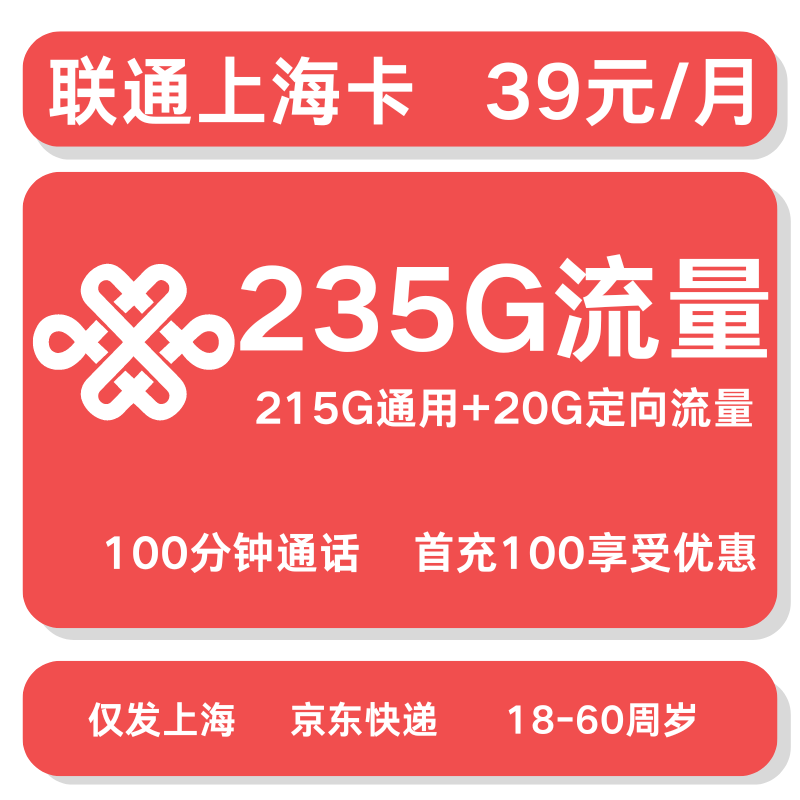 联通上海卡 39元/月
235G流量
215G通用+20G定向流量
100分钟通话 首充100享受优惠
仅发上海 京东快递 18-60周岁